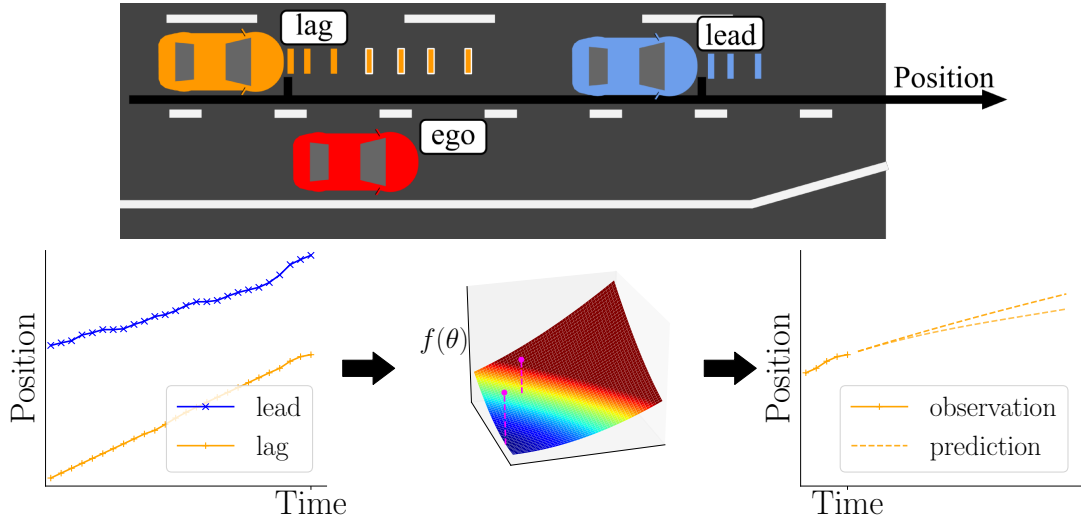 lag
lead
Position
ego
Position
lead
lag
Time
f(θ)
Position
observation
prediction
Time